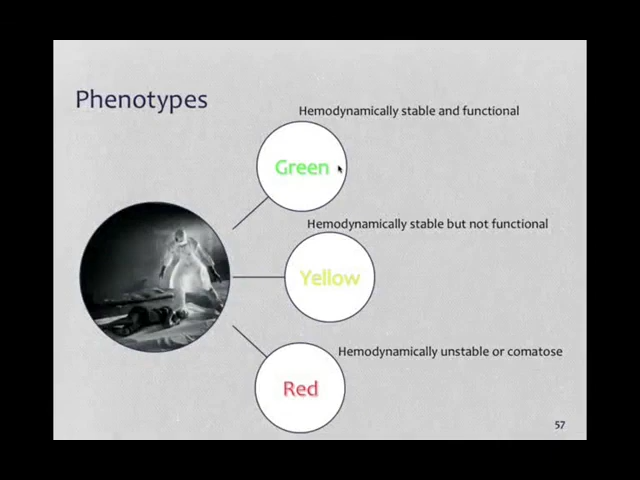 Phenotypes
Hemodynamically stable and functional
Green
Hemodynamically stable but not functional
Yellow
Hemodynamically unstable or comatose
Red
57